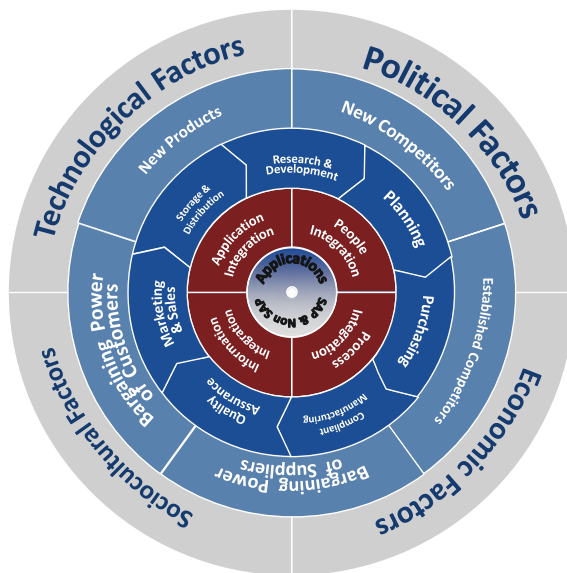 Technological Factors
Political Factors
Economic Factors
Sociocultural Factors
New Products
New Competitors
Established Competitors
Bargaining Power
of Suppliers
Bargaining Power
of Customers
Research &
Development
Planning
Purchasing
Compliant
Manufacturing
Quality
Assurance
Marketing
& Sales
Storage &
Distribution
Application
Integration
People
Integration
Process
Integration
Information
Integration
Applications
SAP & Non SAP